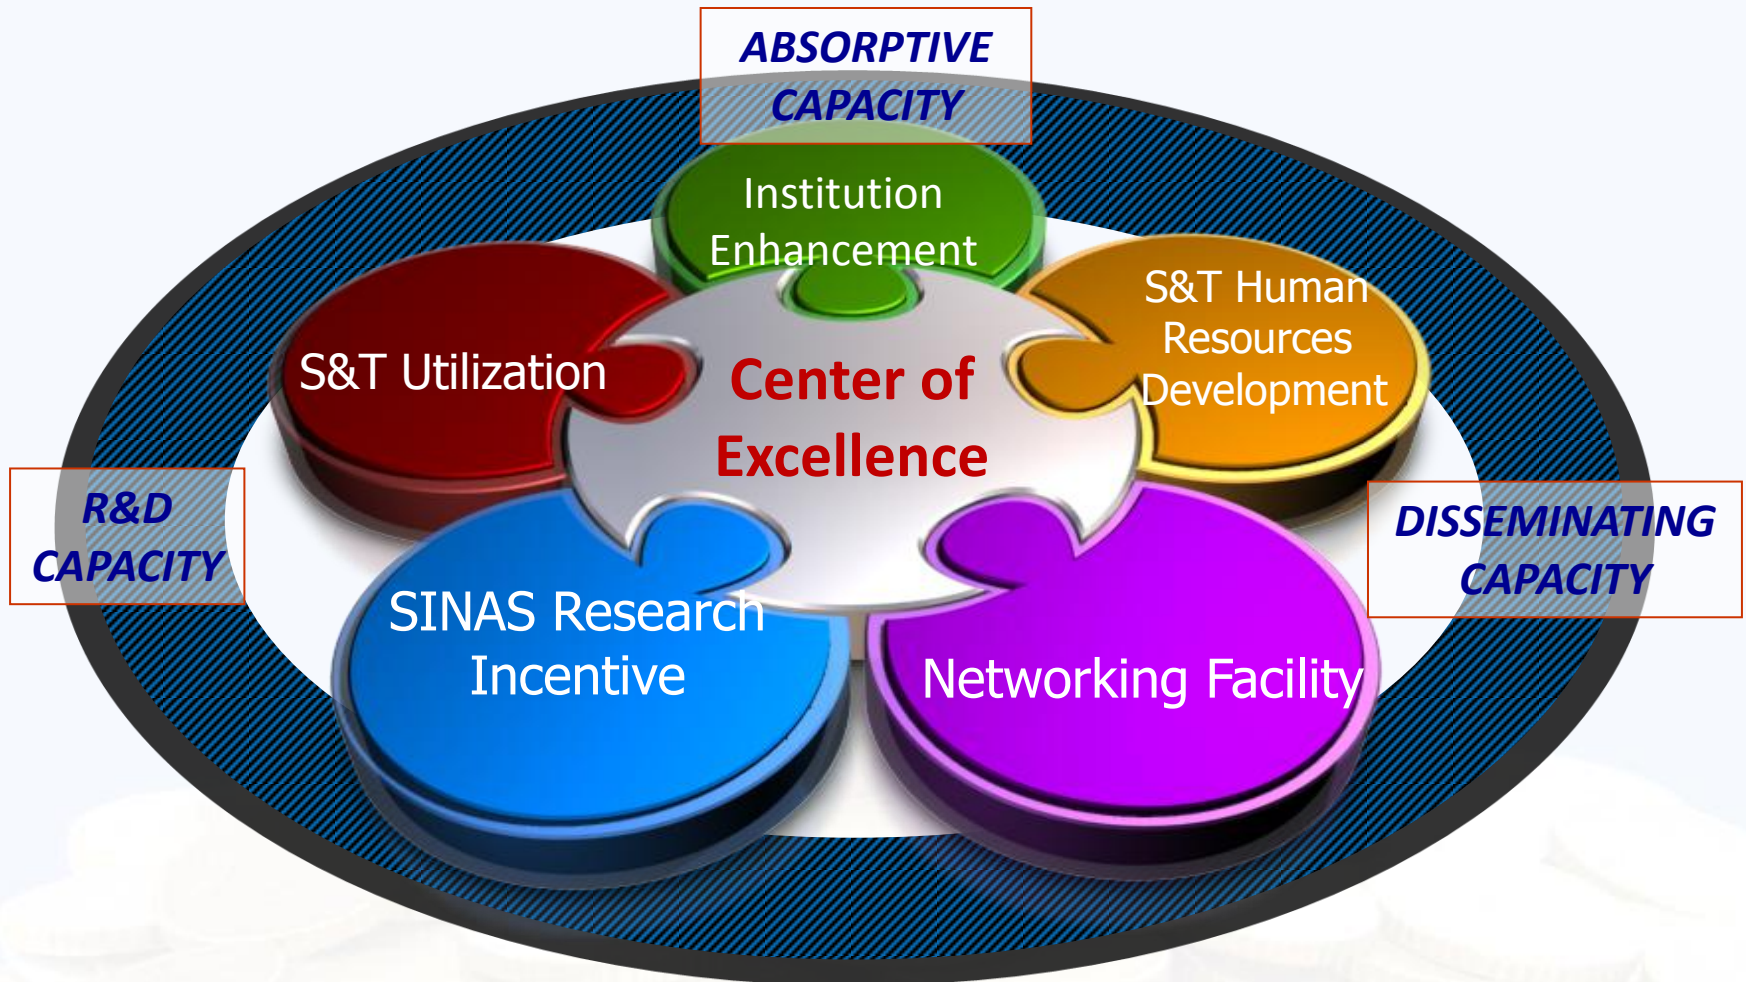 ABSORPTIVE
CAPACITY
Institution
Enhancement
S&T Human
Resources
Development
S&T Utilization
Center of
Excellence
R&D
CAPACITY
DISSEMINATING
CAPACITY
SINAS Research
Incentive
Networking Facility